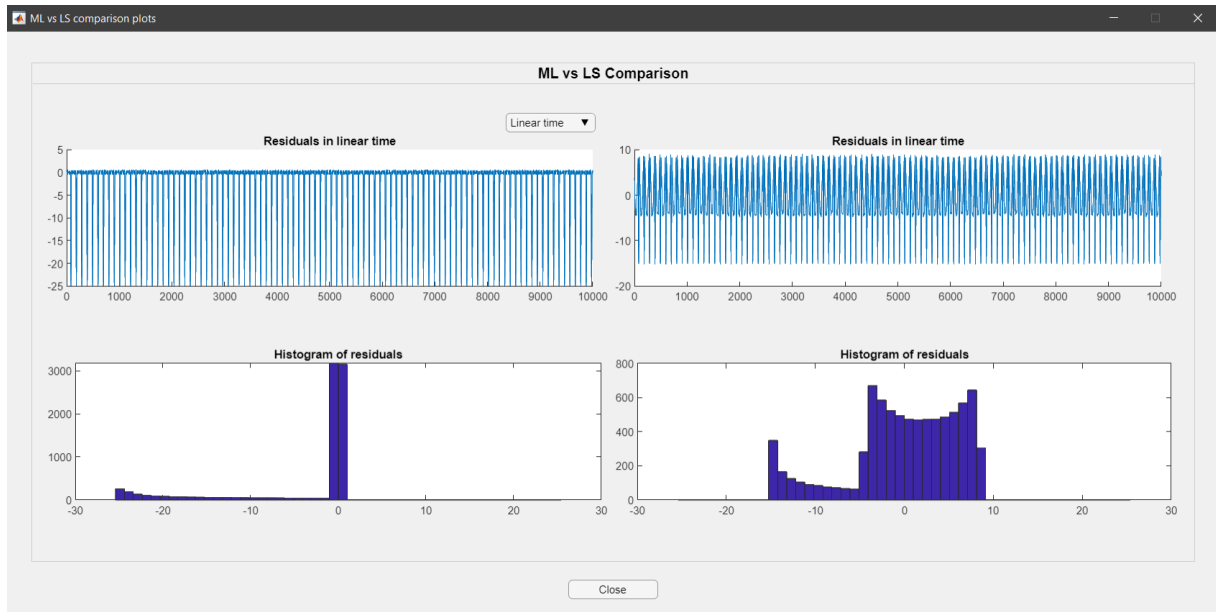 ML vs LS comparison plots
ML vs LS Comparison
Linear time
Residuals in linear time
5
0
-5
-10
-15
-20
-25
0 1000 2000 3000 4000 5000 6000 7000 8000 9000 10000
Residuals in linear time
10
0
-10
-20
0 1000 2000 3000 4000 5000 6000 7000 8000 9000 10000
Histogram of residuals
3000
2000
1000
0
-30 -20 -10 0 10 20 30
Histogram of residuals
800
600
400
200
0
-30 -20 -10 0 10 20 30
Close